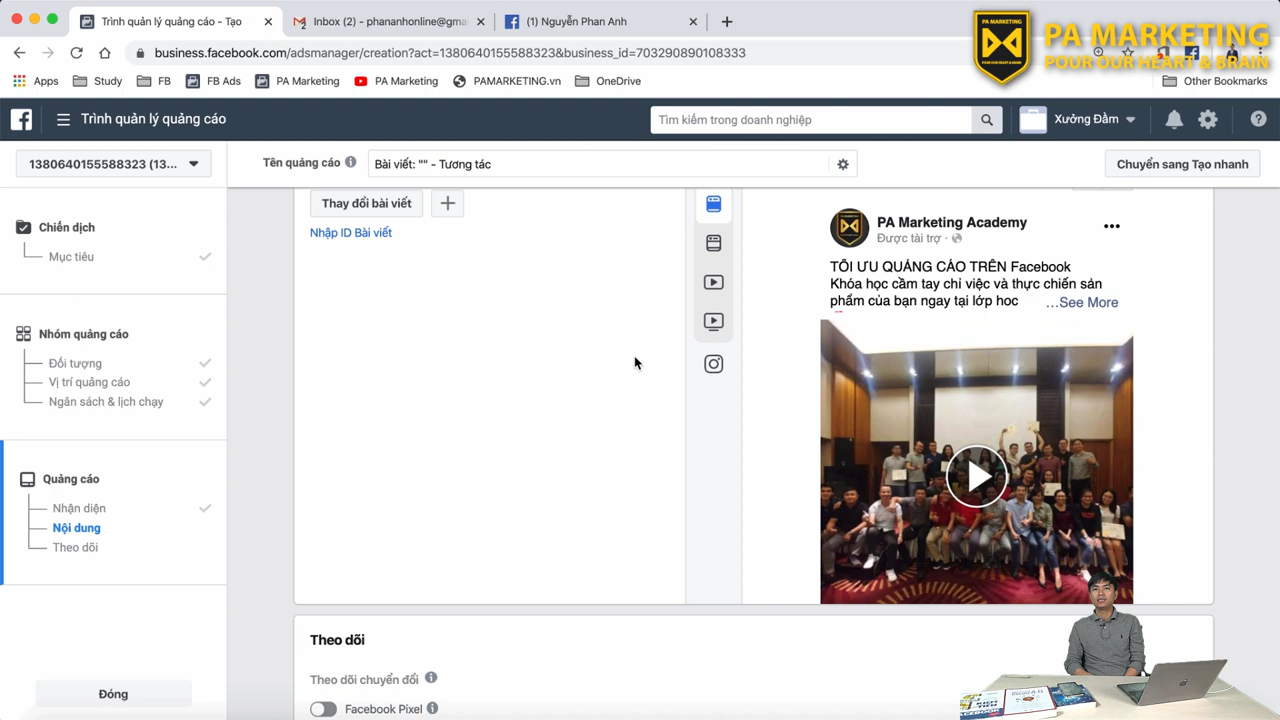 Trình quản lý quảng cáo - Tạo
Inbox (2) - phananhonline@gma
(1) Nguyễn Phan Anh
PA MARKETING
PA MARKETING
POUR OUR HEART & BRAIN
business.facebook.com/adsmanager/creation?act=1380640155588323&business_id=703290890108333
Apps
Study
FB
FB Ads
PA Marketing
PA Marketing
PA MARKETING - V...
OneDrive
Other Bookmarks
Trình quản lý quảng cáo
Tìm kiếm trong doanh nghiệp
Xưởng Đầm
1380640155588323 (13...
Tên quảng cáo
Bài viết: "" - Tương tác
Chuyển sang Tạo nhanh
Chiến dịch
Mục tiêu
Nhóm quảng cáo
Đối tượng
Vị trí quảng cáo
Ngân sách & lịch chạy
Quảng cáo
Nhận diện
Nội dung
Theo dõi
Đóng
Thay đổi bài viết
Nhập ID Bài viết
PA Marketing Academy
Được tài trợ ·
TỐI ƯU QUẢNG CÁO TRÊN Facebook
Khóa học cầm tay chỉ việc và thực chiến sản
phẩm của bạn ngay tại lớp học ...See More
Theo dõi
Theo dõi chuyển đổi
ook Pixel